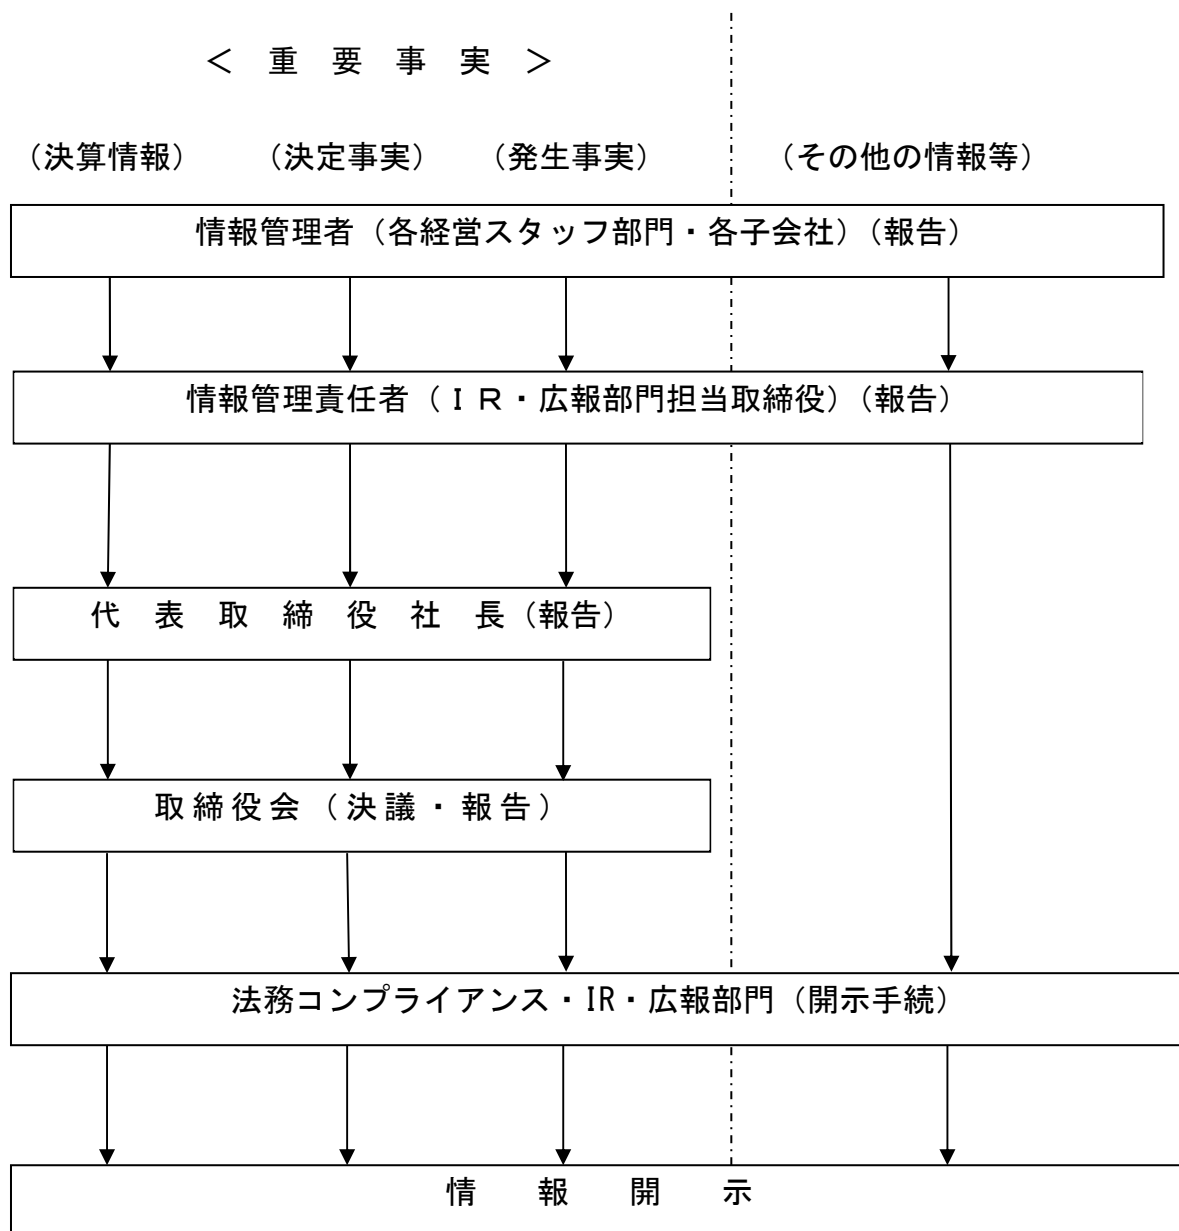 ＜　重　要　事　実　＞
（決算情報）　（決定事実）　（発生事実）　（その他の情報等）
情報管理者（各経営スタッフ部門・各子会社）（報告）
情報管理責任者（ＩＲ・広報部門担当取締役）（報告）
代　表　取　締　役　社　長（報告）
取締役会（決議・報告）
法務コンプライアンス・IR・広報部門（開示手続）
情　報　開　示